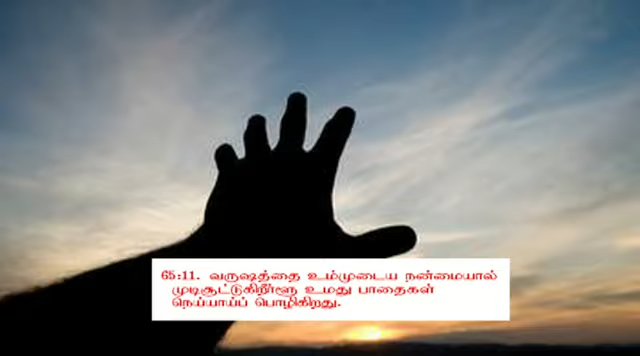 65:11. வருஷத்தை உம்முடைய நன்மையால்
முடிசூட்டுகிறீர்ளூ உமது பாதைகள்
நெய்யாய்ப் பொழிகிறது.